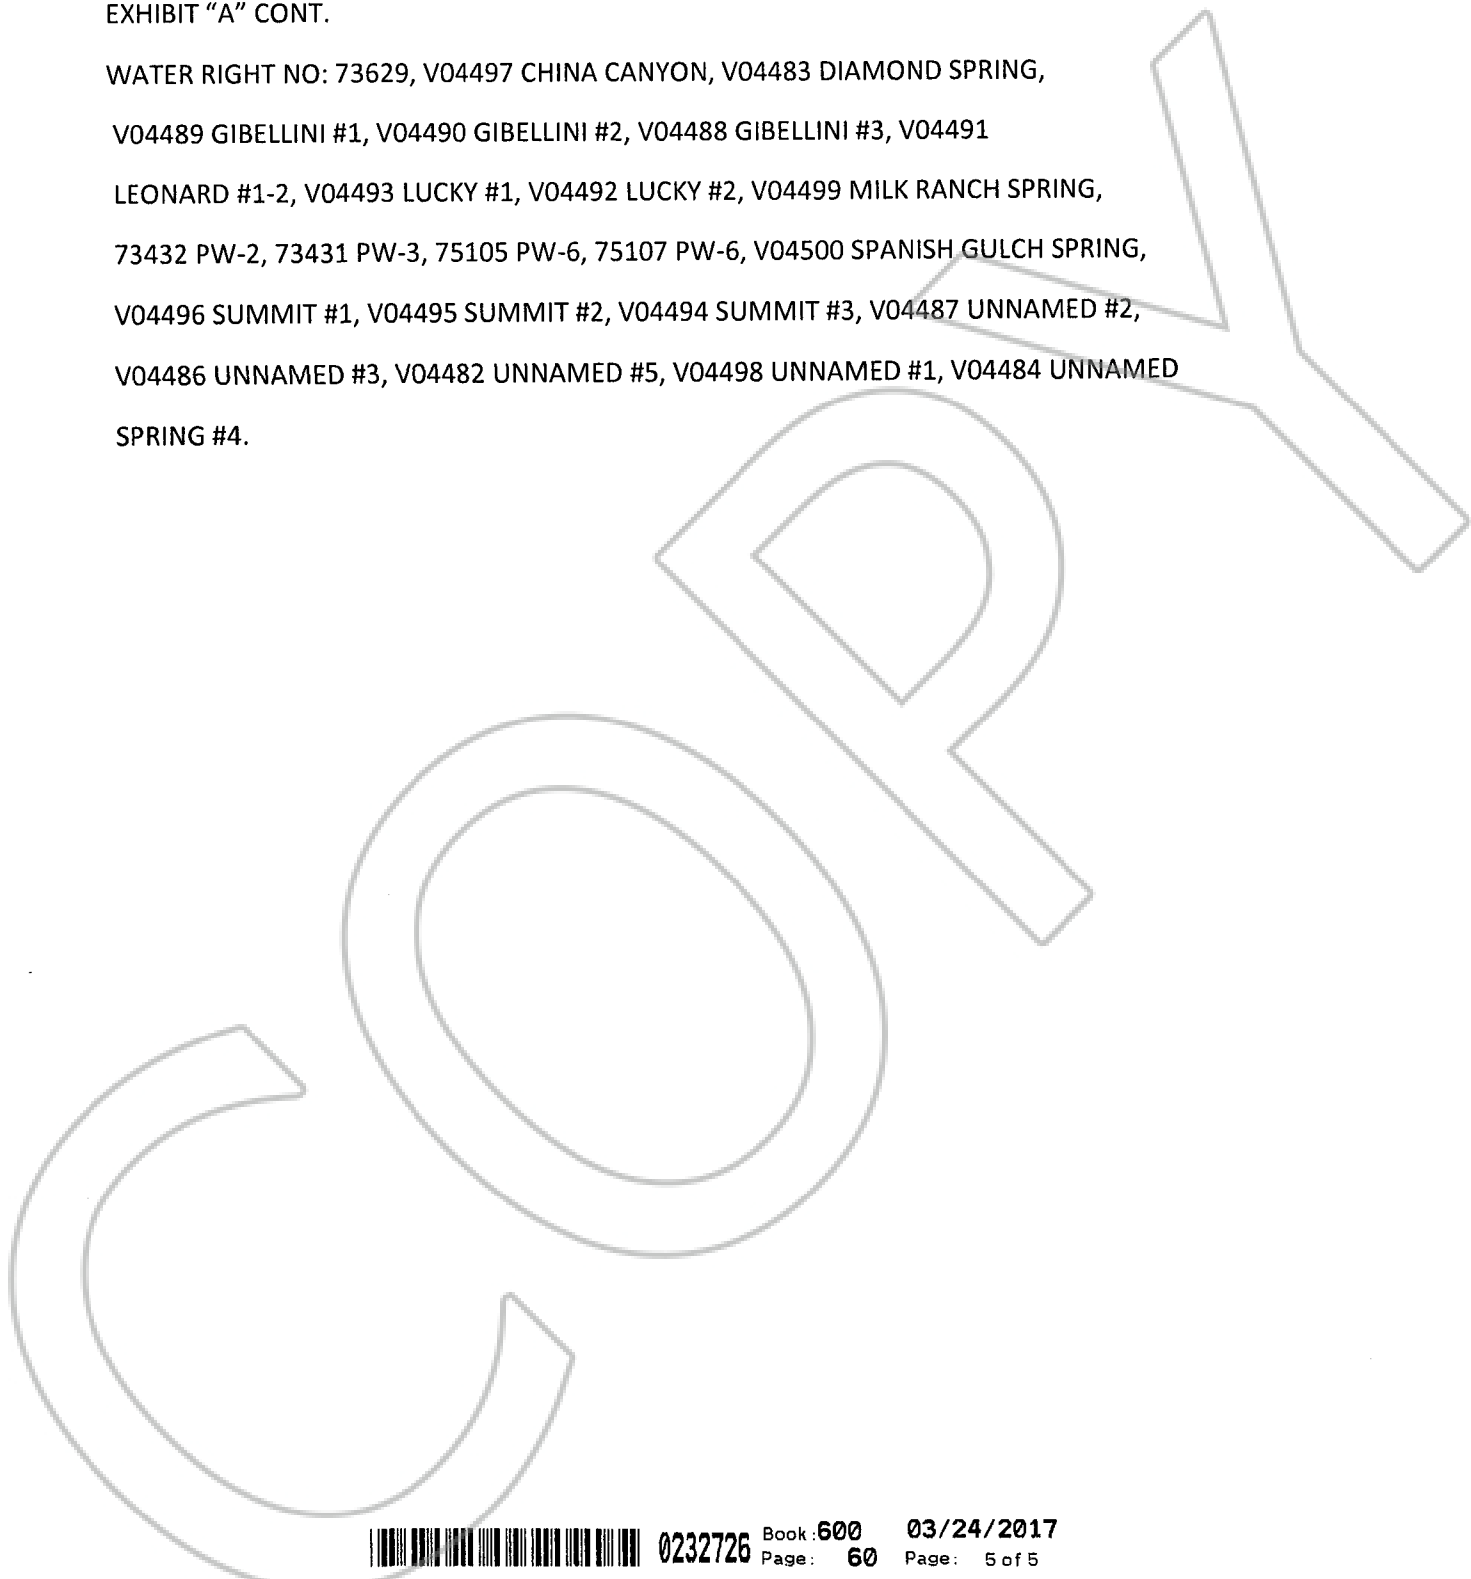 EXHIBIT “A” CONT.
WATER RIGHT NO: 73629, V04497 CHINA CANYON, V04483 DIAMOND SPRING,
V04489 GIBELLINI #1, V04490 GIBELLINI #2, V04488 GIBELLINI #3, V04491
LEONARD #1-2, V04493 LUCKY #1, V04492 LUCKY #2, V04499 MILK RANCH SPRING,
73432 PW-2, 73431 PW-3, 75105 PW-6, 75107 PW-6, V04500 SPANISH GULCH SPRING,
V04496 SUMMIT #1, V04495 SUMMIT #2, V04494 SUMMIT #3, V04487 UNNAMED #2,
V04486 UNNAMED #3, V04482 UNNAMED #5, V04498 UNNAMED #1, V04484 UNNAMED
SPRING #4.
COPY
0232726 Book: 600 03/24/2017
Page: 60 Page: 5 of 5